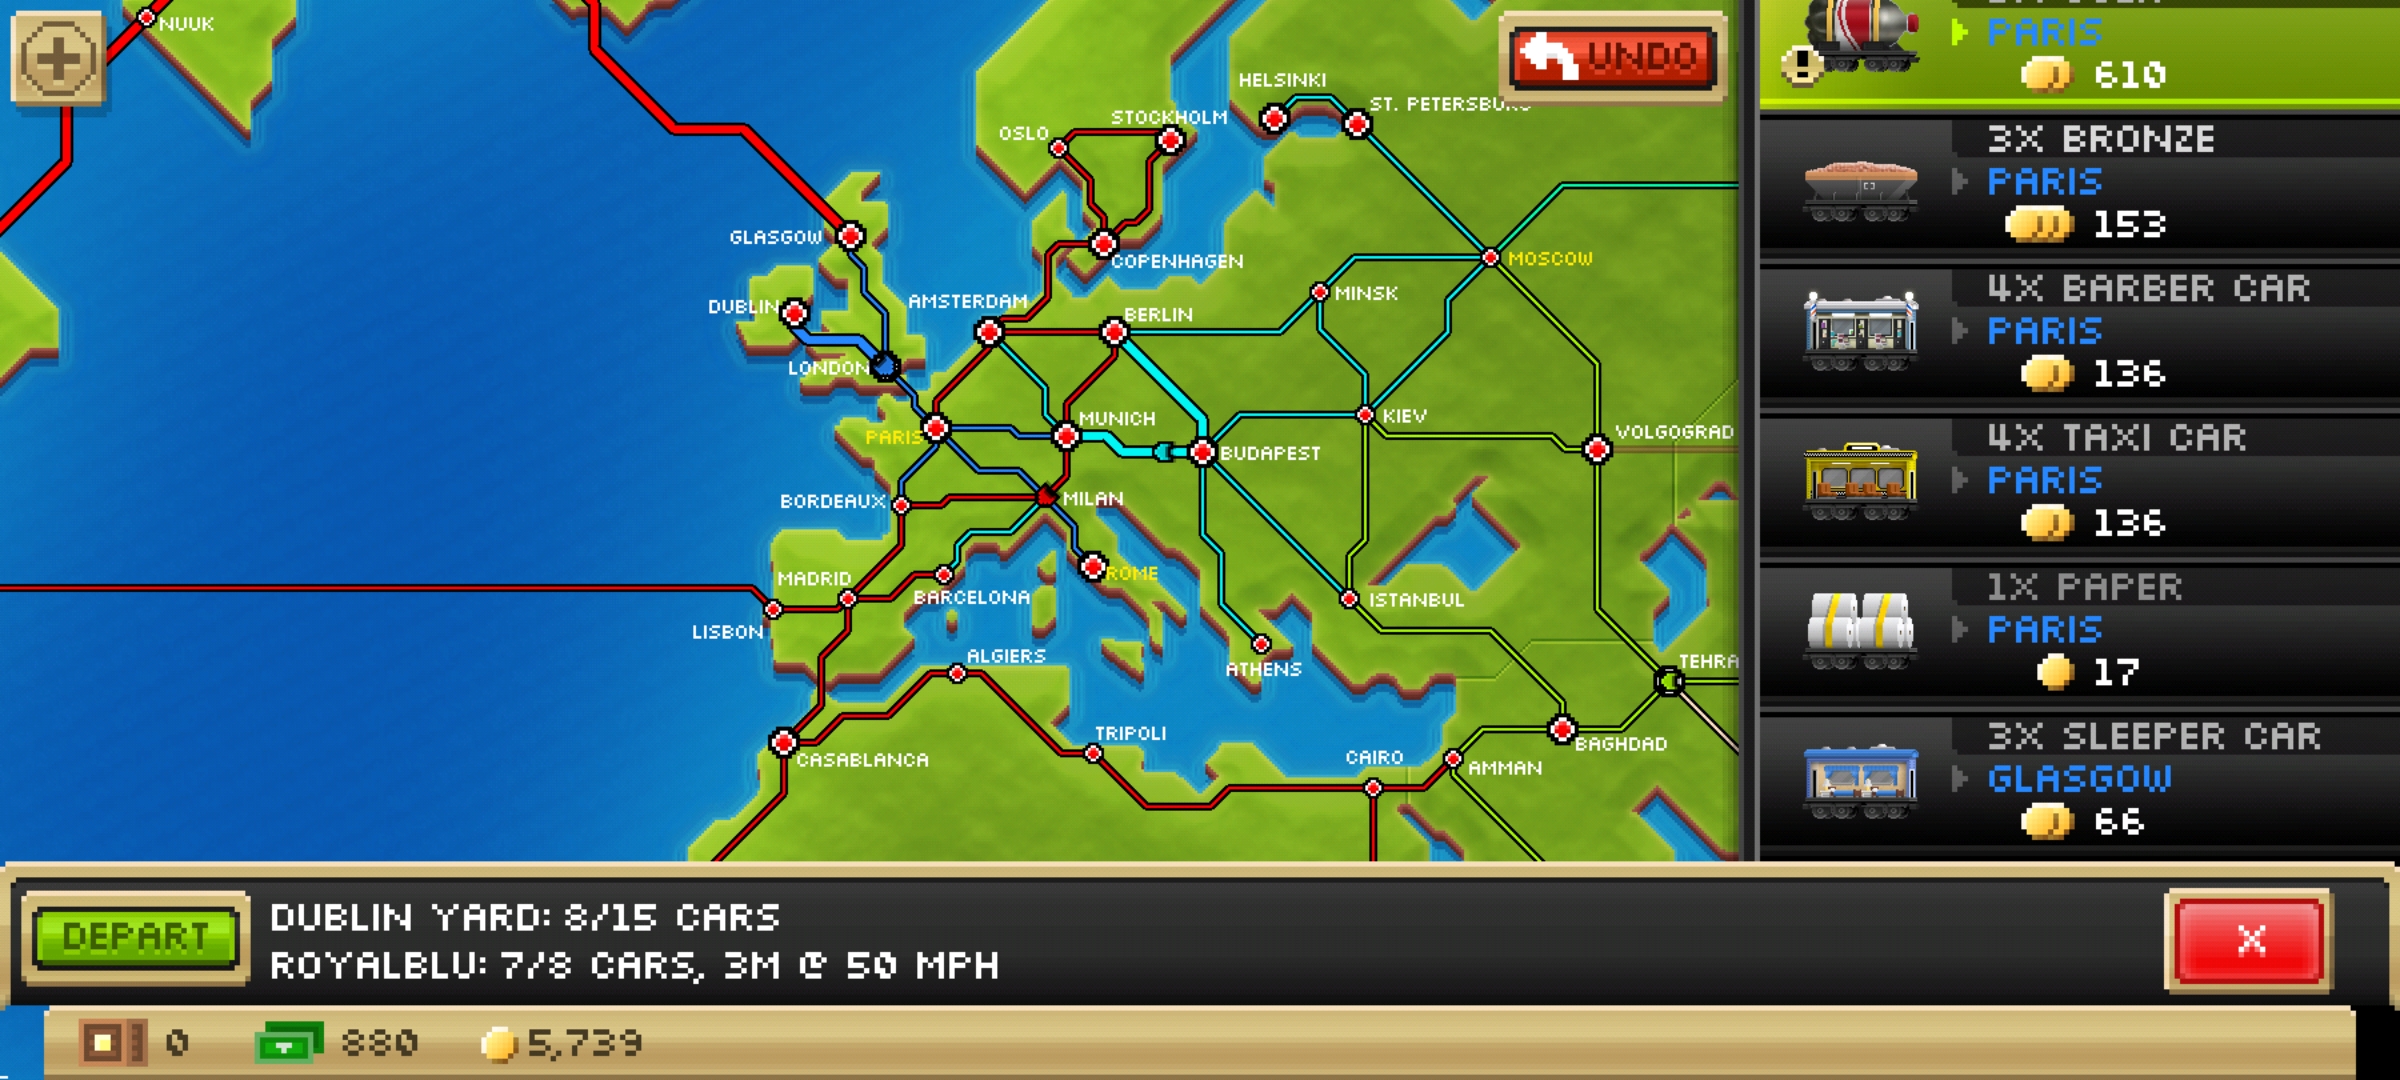 NUUK
UNDO
HELSINKI
ST. PETERSBURG
STOCKHOLM
OSLO
GLASGOW
COPENHAGEN
MOSCOW
MINSK
DUBLIN
AMSTERDAM
BERLIN
LONDON
MUNICH
KIEV
PARIS
VOLGOGRAD
BUDAPEST
BORDEAUX
MILAN
MADRID
ROME
BARCELONA
ISTANBUL
LISBON
ALGIERS
ATHENS
TEHRA
TRIPOLI
CASABLANCA
CAIRO
AMMAN
BAGHDAD
PARIS
610
3X BRONZE
PARIS
153
4X BARBER CAR
PARIS
136
4X TAXI CAR
PARIS
136
1X PAPER
PARIS
17
3X SLEEPER CAR
GLASGOW
66
DEPART
DUBLIN YARD: 8/15 CARS
ROYALBLU: 7/8 CARS, 3M @ 50 MPH
X
0
880
5,739